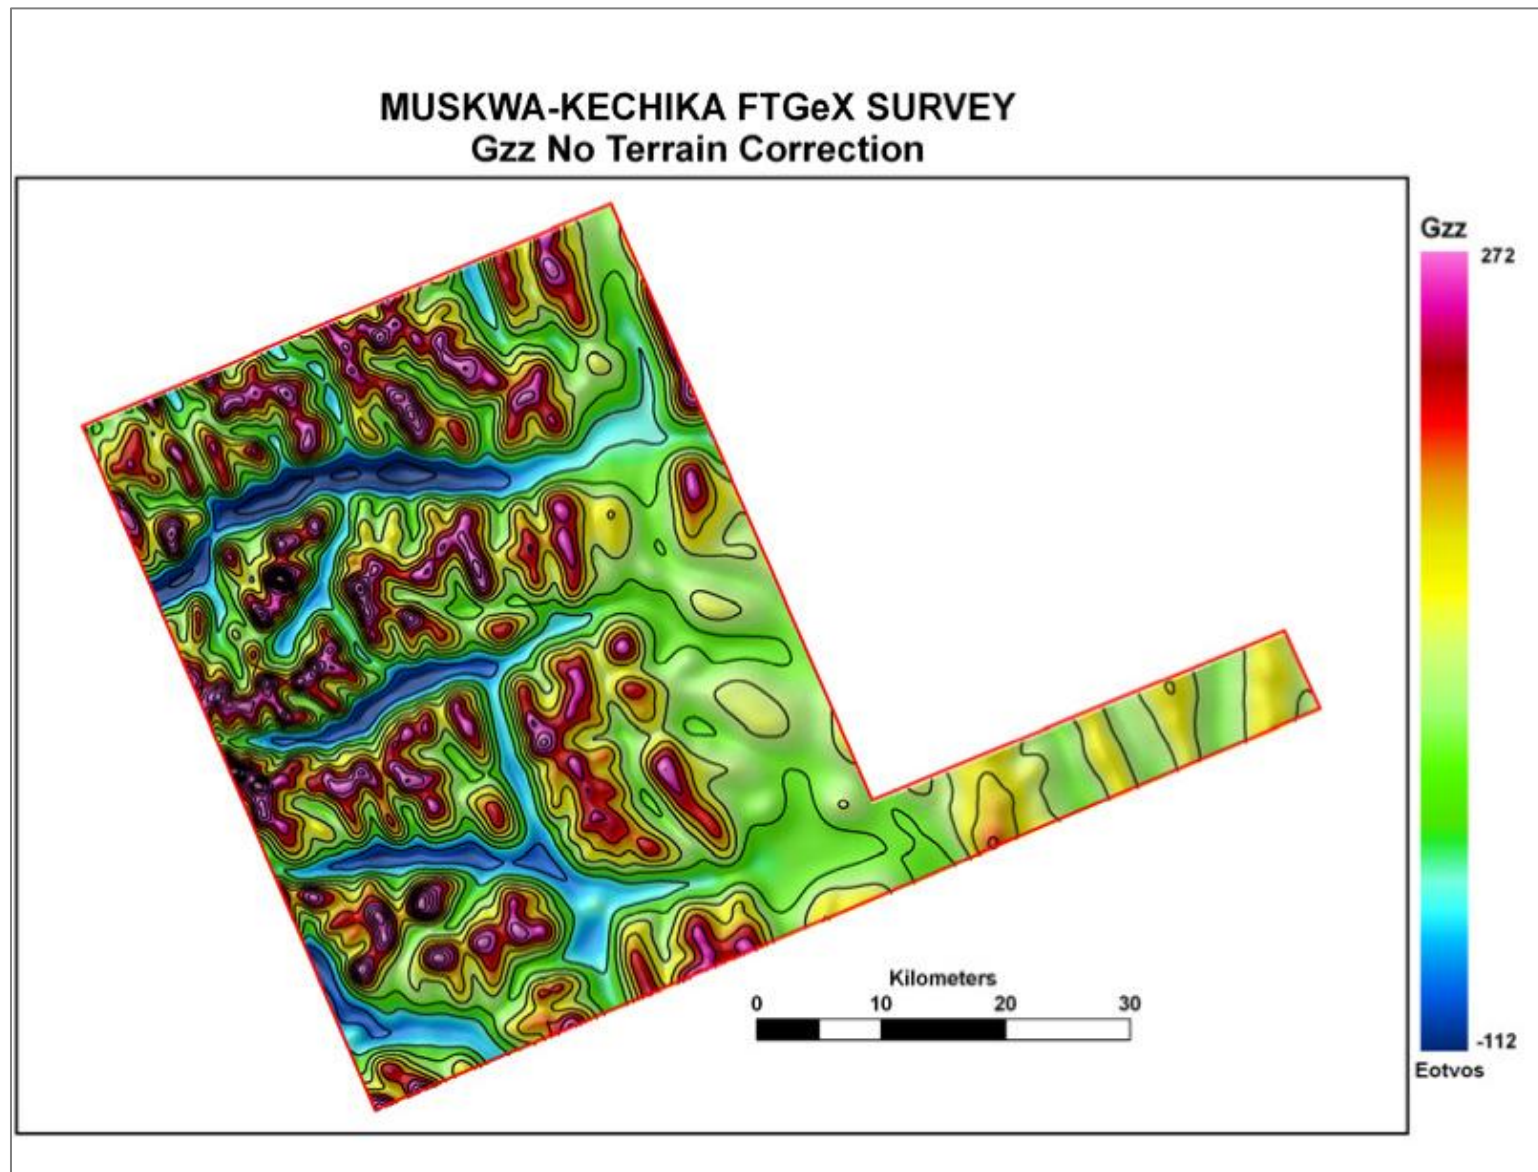 MUSKWA-KECHIKA FTGeX SURVEY
Gzz No Terrain Correction
Gzz
272
-112
Eotvos
Kilometers
0 10 20 30